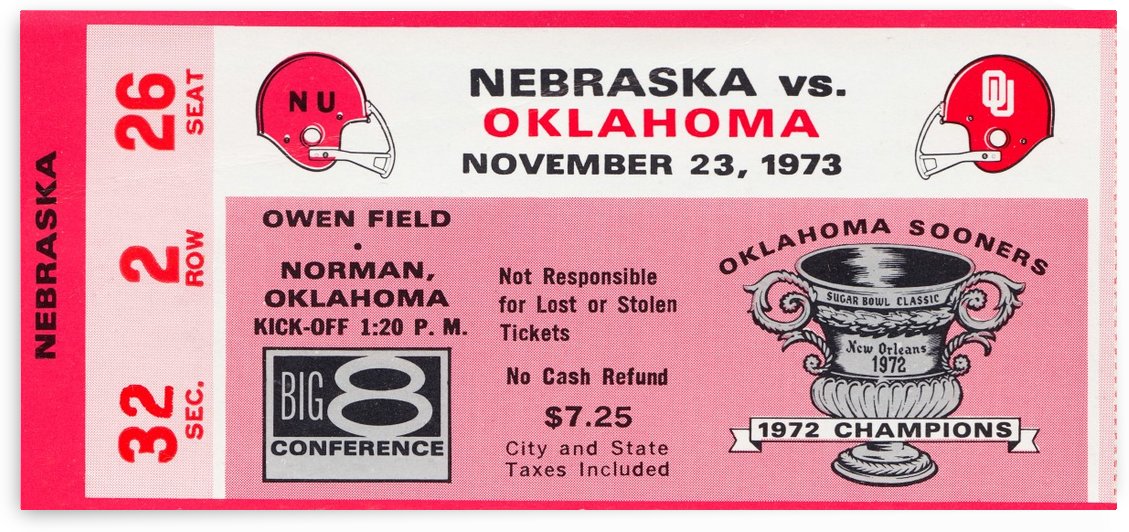 NEBRASKA
26
SEAT
2
ROW
32
SEC.
NU
NEBRASKA vs.
OKLAHOMA
NOVEMBER 23, 1973
OU
OWEN FIELD
•
NORMAN,
OKLAHOMA
KICK-OFF 1:20 P. M.
BIG 8
CONFERENCE
Not Responsible
for Lost or Stolen
Tickets
No Cash Refund
$7.25
City and State
Taxes Included
OKLAHOMA SOONERS
SUGAR BOWL CLASSIC
New Orleans
1972
1972 CHAMPIONS